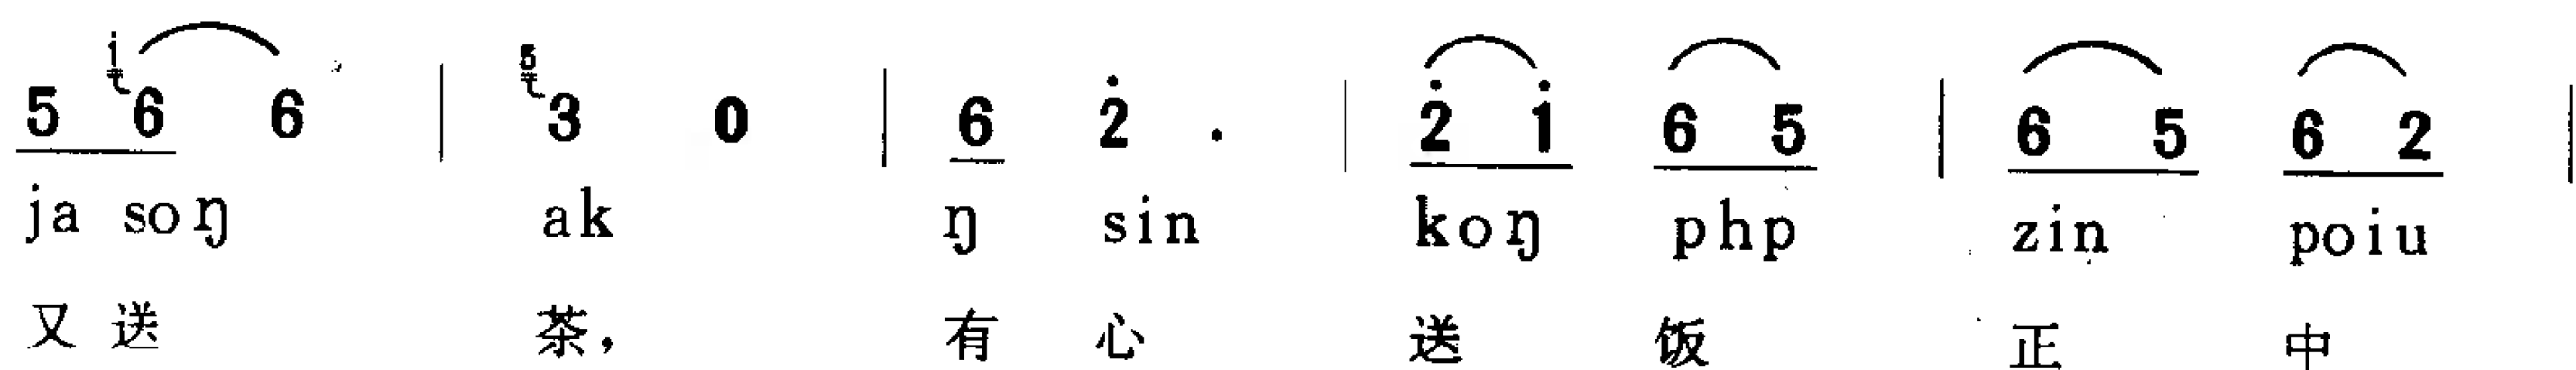 5 i 6 6 | 5 3 0 | 6 2̇ · | 2̇ i̇ 6 5 | 6 5 6 2 |
ja soŋ ak ŋ sin koŋ php zin poiu
又 送 茶， 有 心 送 饭 正 中